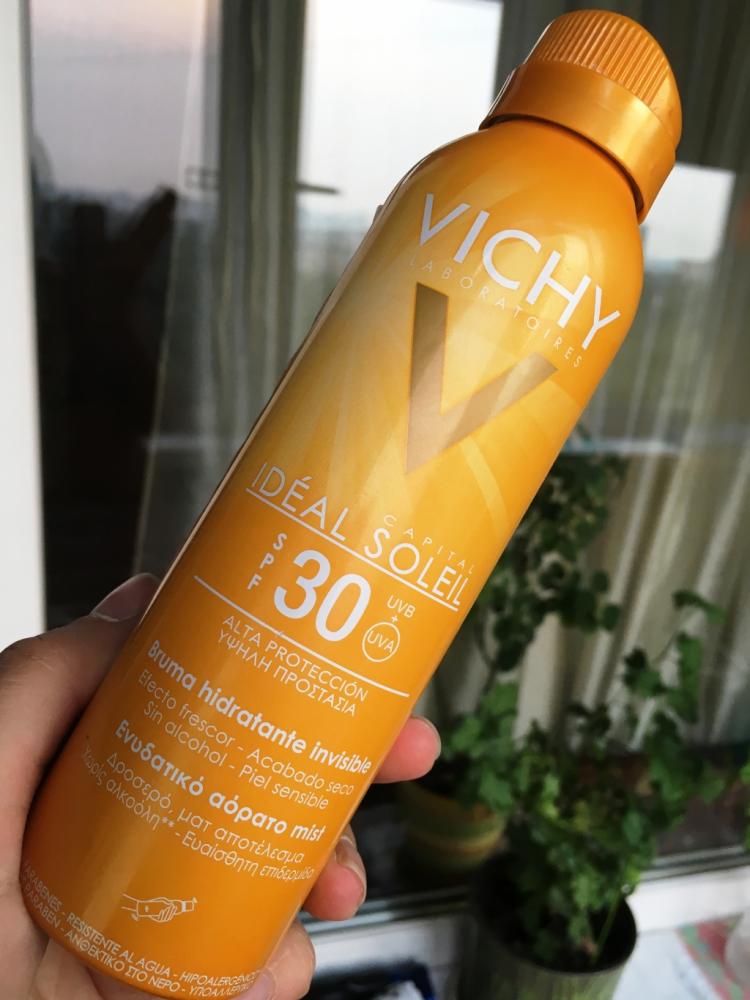 VICHY
LABORATOIRES
CAPITAL
IDÉAL SOLEIL
SPF 30 UVB + UVA
ALTA PROTECCIÓN
ΥΨΗΛΗ ΠΡΟΣΤΑΣΙΑ
Bruma hidratante invisible
Efecto frescor - Acabado seco
Sin alcohol - Piel sensible
Ενυδατικό αόρατο mist
Δροσερό, ματ αποτέλεσμα
Χωρίς αλκοόλη** - Ευαίσθητη επιδερμίδα
RESISTENTE AL AGUA - HIPOALERGÉNICO
PARABEN - ΑΝΘΕΚΤΙΚΟ ΣΤΟ ΝΕΡΟ -